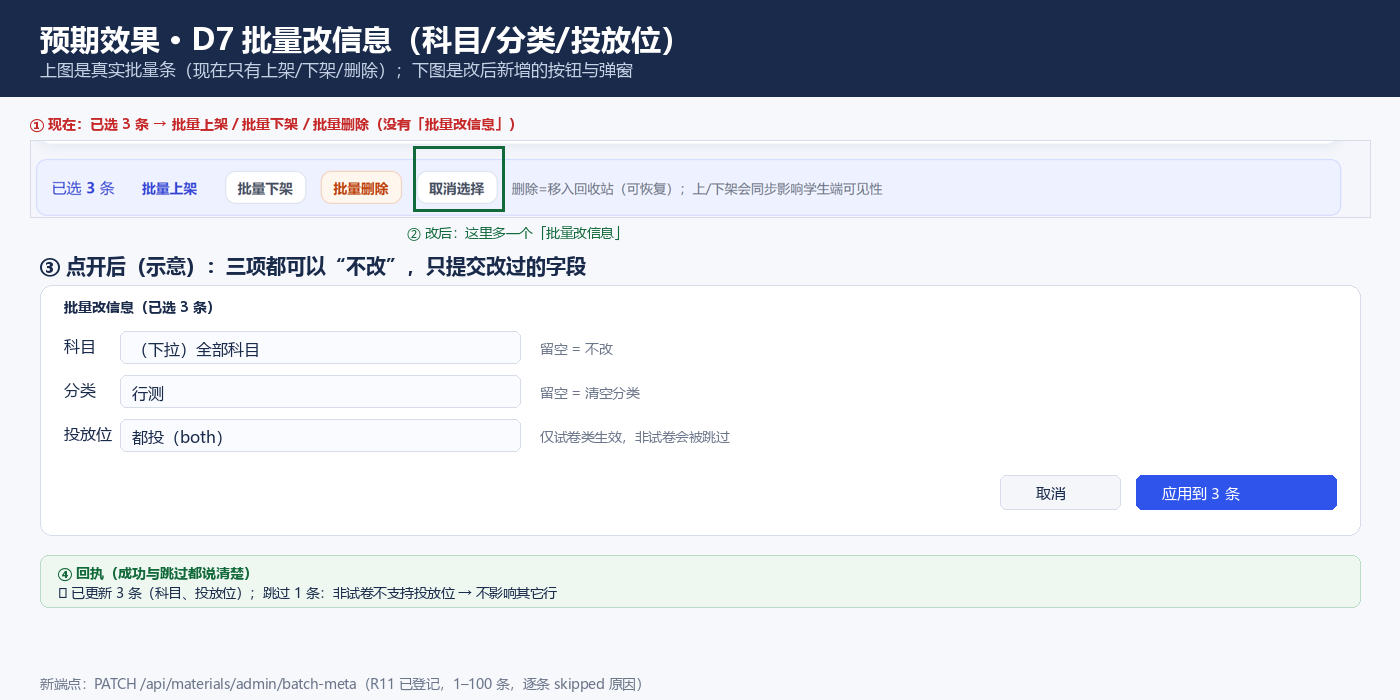 预期效果 · D7 批量改信息（科目/分类/投放位）
上图是真实批量条（现在只有上架/下架/删除）；下图是改后新增的按钮与弹窗
① 现在：已选 3 条 → 批量上架 / 批量下架 / 批量删除（没有「批量改信息」）
已选 3 条 批量上架 批量下架 批量删除 取消选择 删除=移入回收站（可恢复）；上/下架会同步影响学生端可见性
② 改后：这里多一个「批量改信息」
③ 点开后（示意）：三项都可以“不改”，只提交改过的字段
批量改信息（已选 3 条）
科目 （下拉）全部科目 留空 = 不改
分类 行测 留空 = 清空分类
投放位 都投（both） 仅试卷类生效，非试卷会被跳过
取消 应用到 3 条
④ 回执（成功与跳过都说清楚）
已更新 3 条（科目、投放位）；跳过 1 条：非试卷不支持投放位 → 不影响其它行
新端点：PATCH /api/materials/admin/batch-meta（R11 已登记，1–100 条，逐条 skipped 原因）